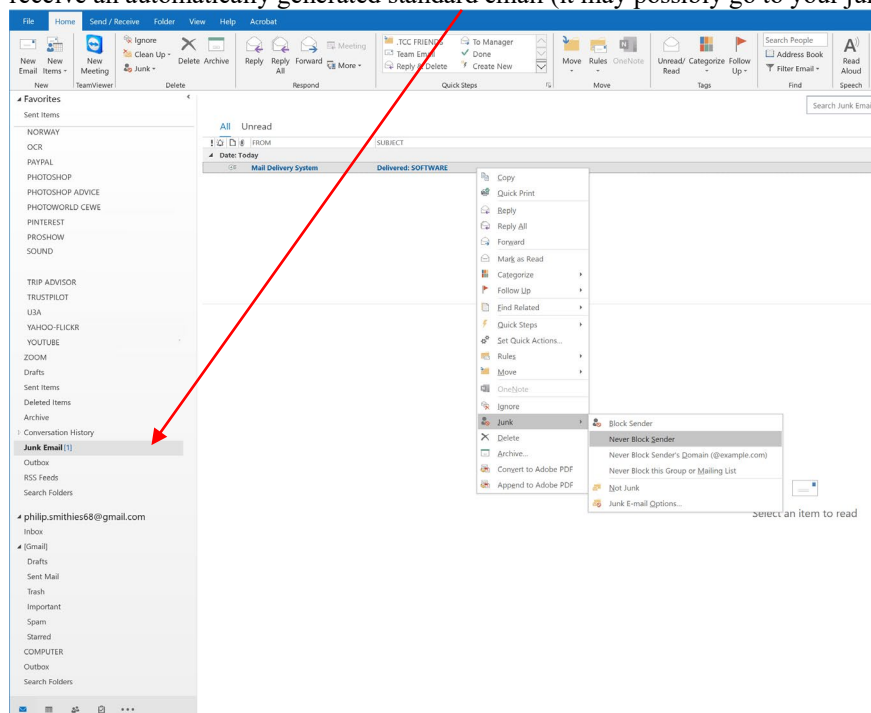 receive an automatically generated standard email (it may possibly go to your jun
File Home Send / Receive Folder View Help Acrobat
New Email
New Items
New Meeting
Ignore
Clean Up
Junk
Delete
Archive
Reply
Reply All
Forward
Meeting
More
.TCC FRIENDS
Team Email
Reply & Delete
To Manager
Done
Create New
Move
Rules
OneNote
Unread/ Read
Categorize
Follow Up
Search People
Address Book
Filter Email
Read Aloud
New TeamViewer Delete Respond Quick Steps Move Tags Find Speech
Favorites
Sent Items
NORWAY
OCR
PAYPAL
PHOTOSHOP
PHOTOSHOP ADVICE
PHOTOWORLD CEWE
PINTEREST
PROSHOW
SOUND
TRIP ADVISOR
TRUSTPILOT
U3A
YAHOO-FLICKR
YOUTUBE
ZOOM
Drafts
Sent Items
Deleted Items
Archive
Conversation History
Junk Email [1]
Outbox
RSS Feeds
Search Folders
philip.smithies68@gmail.com
Inbox
[Gmail]
Drafts
Sent Mail
Trash
Important
Spam
Starred
COMPUTER
Outbox
Search Folders
Search Junk Emai
All Unread
FROM SUBJECT
Date: Today
Mail Delivery System Delivered: SOFTWARE
Copy
Quick Print
Reply
Reply All
Forward
Mark as Read
Categorize
Follow Up
Find Related
Quick Steps
Set Quick Actions...
Rules
Move
OneNote
Ignore
Junk
Delete
Archive...
Convert to Adobe PDF
Append to Adobe PDF
Block Sender
Never Block Sender
Never Block Sender's Domain (@example.com)
Never Block this Group or Mailing List
Not Junk
Junk E-mail Options...
Select an item to read